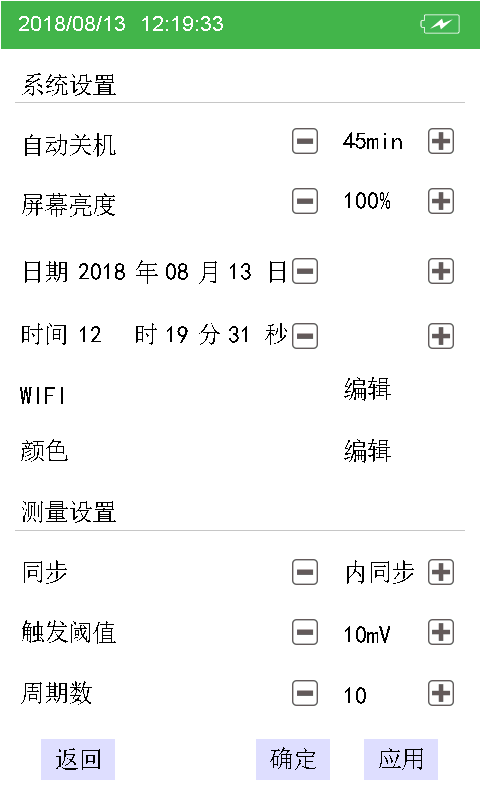 2018/08/13 12:19:33
系统设置
自动关机 45min
屏幕亮度 100%
日期 2018 年 08 月 13 日
时间 12 时 19 分 31 秒
WIFI 编辑
颜色 编辑
测量设置
同步 内同步
触发阈值 10mV
周期数 10
返回 确定 应用